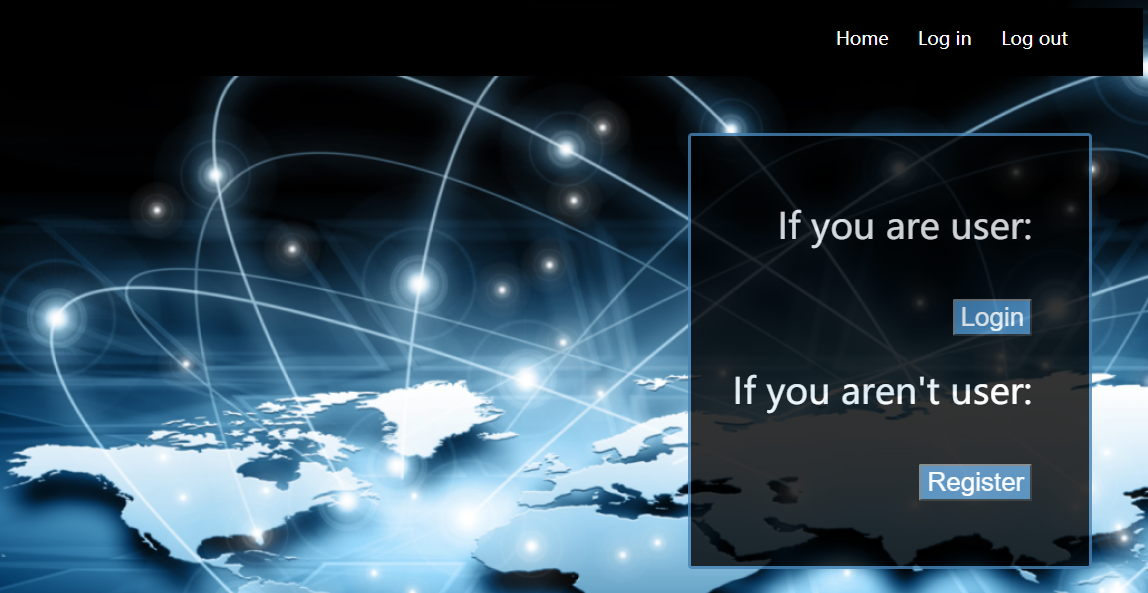 Home Log in Log out
If you are user:
Login
If you aren't user:
Register